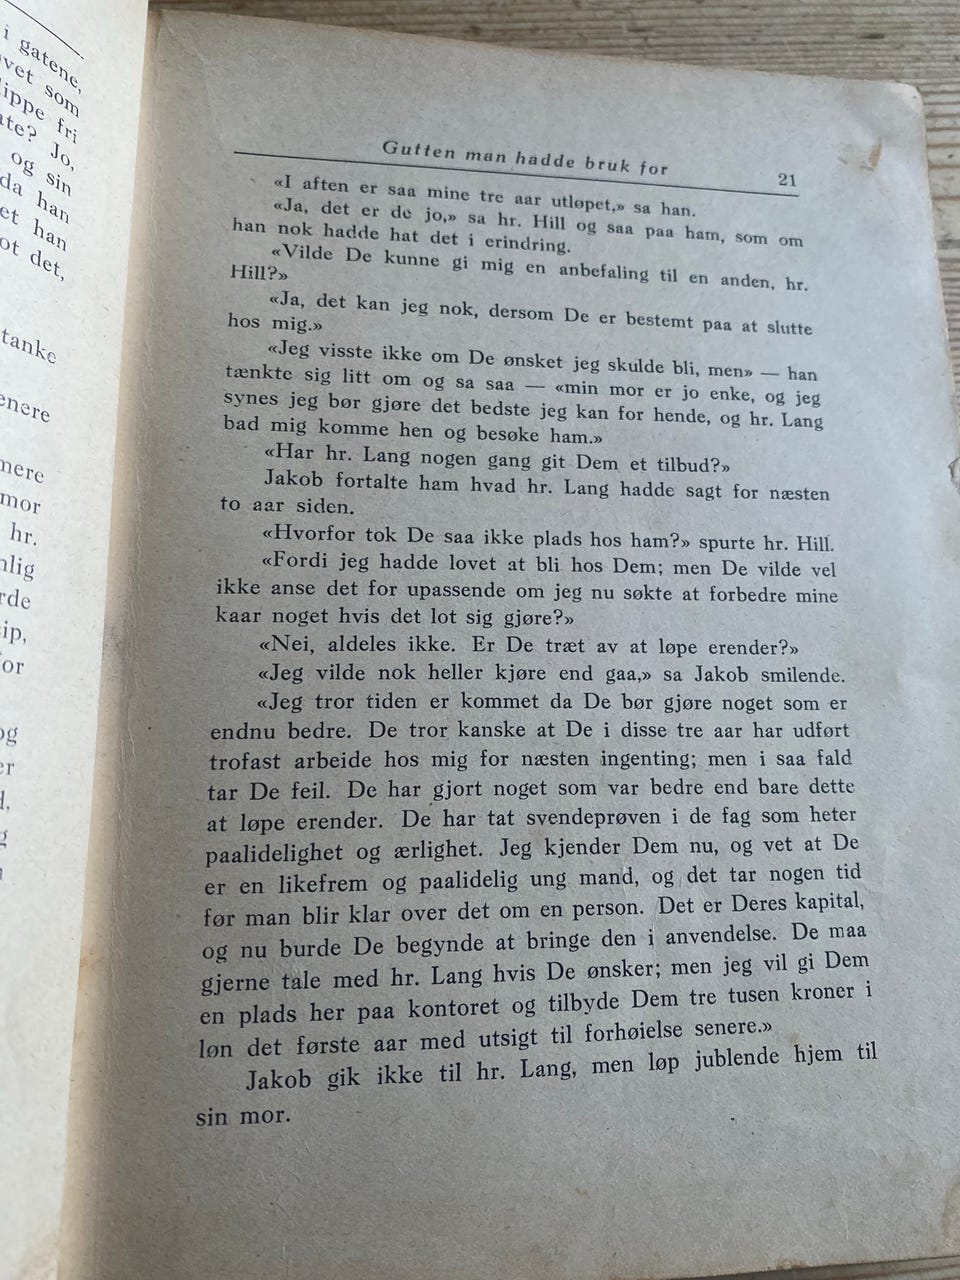 i gatene,
som
fri
Jo,
og sin
da han
han
det,
tanke
mor
hr.
og
Gutten man hadde bruk for
21
«I aften er saa mine tre aar utløpet,» sa han.
«Ja, det er de jo,» sa hr. Hill og saa paa ham, som om
han nok hadde hat det i erindring.
«Vilde De kunne gi mig en anbefaling til en anden, hr.
Hill?»
«Ja, det kan jeg nok, dersom De er bestemt paa at slutte
hos mig.»
«Jeg visste ikke om De ønsket jeg skulde bli, men» — han
tænkte sig litt om og sa saa — «min mor er jo enke, og jeg
synes jeg bør gjøre det bedste jeg kan for hende, og hr. Lang
bad mig komme hen og besøke ham.»
«Har hr. Lang nogen gang git Dem et tilbud?»
Jakob fortalte ham hvad hr. Lang hadde sagt for næsten
to aar siden.
«Hvorfor tok De saa ikke plads hos ham?» spurte hr. Hill.
«Fordi jeg hadde lovet at bli hos Dem; men De vilde vel
ikke anse det for upassende om jeg nu søkte at forbedre mine
kaar noget hvis det lot sig gjøre?»
«Nei, aldeles ikke. Er De træt av at løpe erender?»
«Jeg vilde nok heller kjøre end gaa,» sa Jakob smilende.
«Jeg tror tiden er kommet da De bør gjøre noget som er
endnu bedre. De tror kanske at De i disse tre aar har utført
trofast arbeide hos mig for næsten ingenting; men i saa fald
tar De feil. De har gjort noget som var bedre end bare dette
at løpe erender. De har tat svendeprøven i de fag som heter
paalidelighet og ærlighet. Jeg kjender Dem nu, og vet at De
er en likefrem og paalidelig ung mand, og det tar nogen tid
før man blir klar over det om en person. Det er Deres kapital,
og nu burde De begynde at bringe den i anvendelse. De maa
gjerne tale med hr. Lang hvis De ønsker; men jeg vil gi Dem
en plads her paa kontoret og tilbyde Dem tre tusen kroner i
løn det første aar med utsigt til forhøielse senere.»
Jakob gik ikke til hr. Lang, men løp jublende hjem til
sin mor.